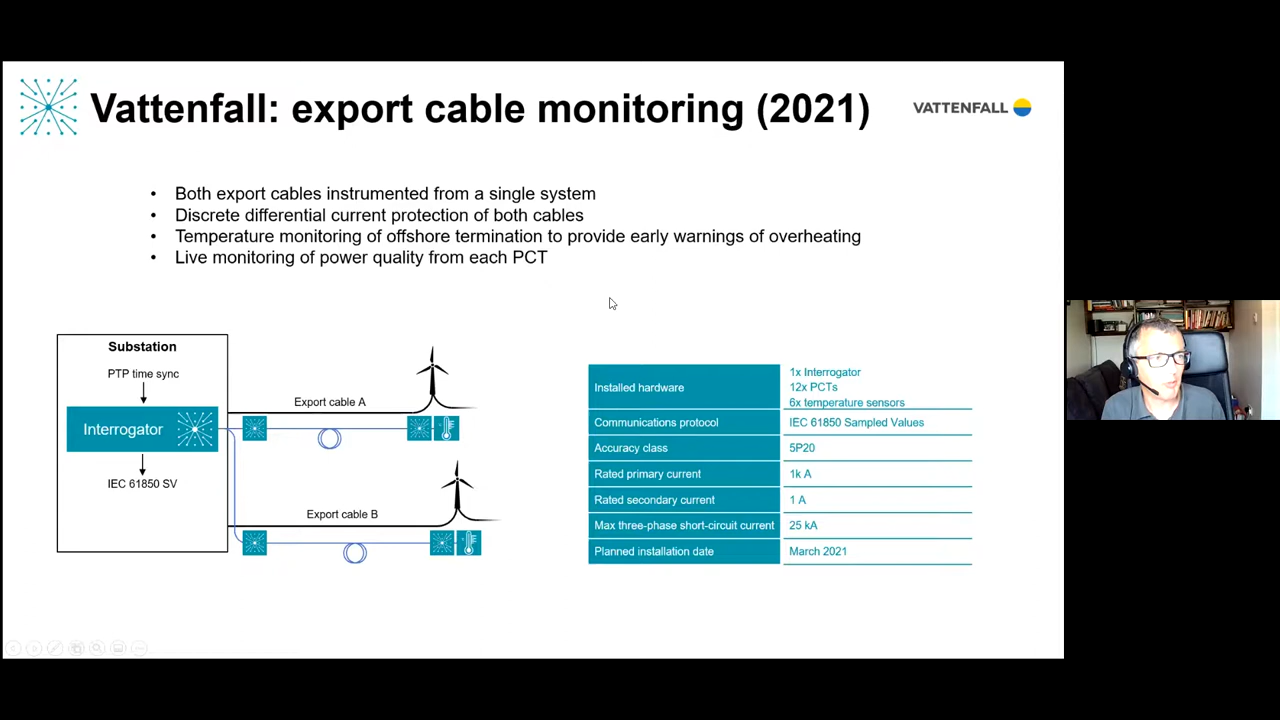 Vattenfall: export cable monitoring (2021)
VATTENFALL
• Both export cables instrumented from a single system
• Discrete differential current protection of both cables
• Temperature monitoring of offshore termination to provide early warnings of overheating
• Live monitoring of power quality from each PCT
Substation
PTP time sync
Interrogator
IEC 61850 SV
Export cable A
Export cable B
Installed hardware
1x Interrogator
12x PCTs
6x temperature sensors
Communications protocol
IEC 61850 Sampled Values
Accuracy class
5P20
Rated primary current
1k A
Rated secondary current
1 A
Max three-phase short-circuit current
25 kA
Planned installation date
March 2021